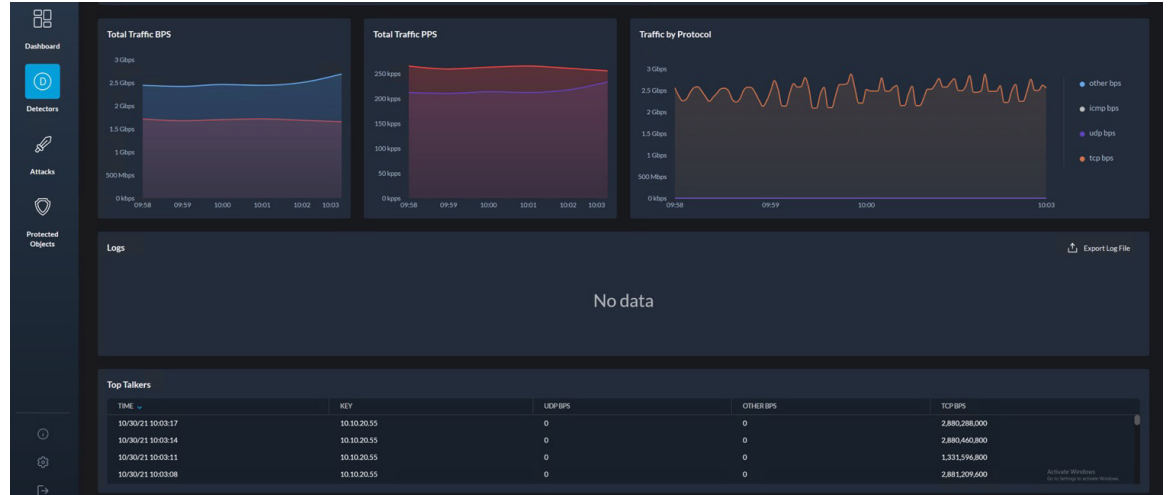 Dashboard
Detectors
Attacks
Protected
Objects
Total Traffic BPS
3 Gbps
2.5 Gbps
2 Gbps
1.5 Gbps
1 Gbps
500 Mbps
0 kbps
09:58 09:59 10:00 10:01 10:02 10:03
Total Traffic PPS
250 kpps
200 kpps
150 kpps
100 kpps
50 kpps
0 kpps
09:58 09:59 10:00 10:01 10:02 10:03
Traffic by Protocol
3 Gbps
2.5 Gbps
2 Gbps
1.5 Gbps
1 Gbps
500 Mbps
0 kbps
09:58 09:59 10:00 10:03
other bps
icmp bps
udp bps
tcp bps
Logs
Export Log File
No data
Top Talkers
TIME KEY UDP BPS OTHER BPS TCP BPS
10/30/21 10:03:17 10.10.20.55 0 0 2,880,288,000
10/30/21 10:03:14 10.10.20.55 0 0 2,880,460,800
10/30/21 10:03:11 10.10.20.55 0 0 1,331,596,800
10/30/21 10:03:08 10.10.20.55 0 0 2,881,209,600
Activate Windows
Go to Settings to activate Windows.